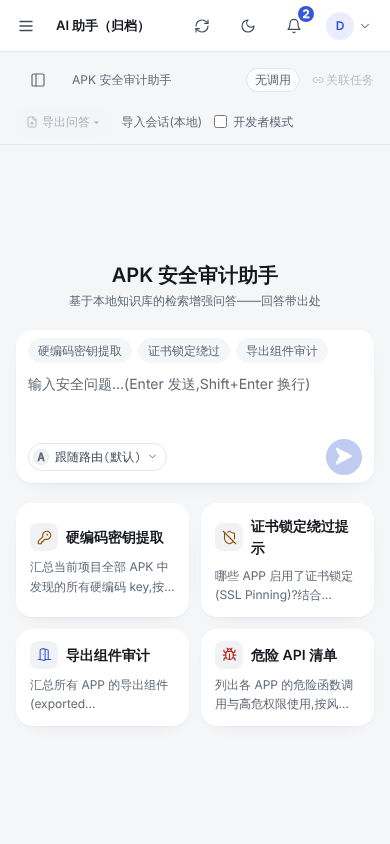 AI 助手（归档）
2
D
APK 安全审计助手
无调用
关联任务
导出问答
导入会话(本地)
开发者模式
APK 安全审计助手
基于本地知识库的检索增强问答——回答带出处
硬编码密钥提取
证书锁定绕过
导出组件审计
输入安全问题...(Enter 发送,Shift+Enter 换行)
A
跟随路由(默认)
硬编码密钥提取
汇总当前项目全部 APK 中
发现的所有硬编码 key,按...
证书锁定绕过提
示
哪些 APP 启用了证书锁定
(SSL Pinning)?结合...
导出组件审计
汇总所有 APP 的导出组件
(exported...
危险 API 清单
列出各 APP 的危险函数调
用与高危权限使用,按风...